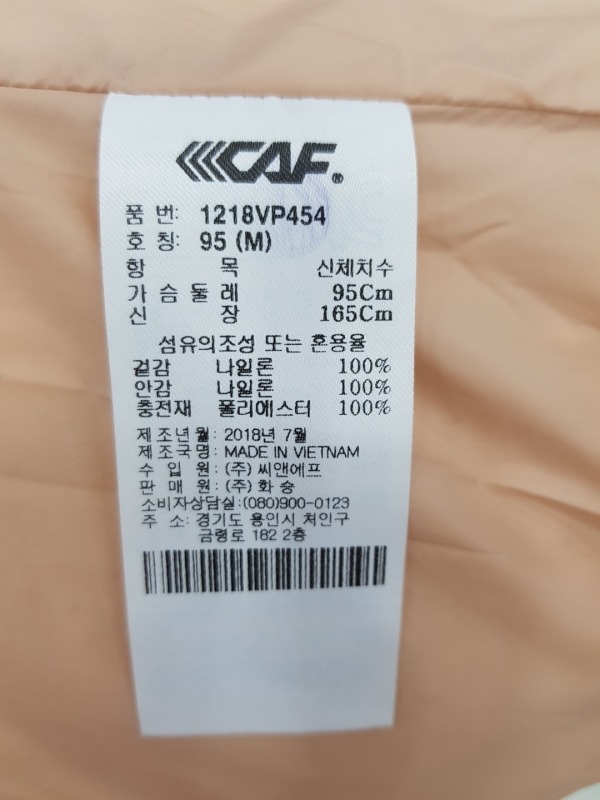 CAF®
품 번: 1218VP454
호 칭: 95 (M)
항 목 신체치수
가 슴 둘 레 95Cm
신 장 165Cm
섬유의조성 또는 혼용율
겉감 나일론 100%
안감 나일론 100%
충전재 폴리에스터 100%
제 조 년 월 : 2018년 7월
제 조 국 명 : MADE IN VIETNAM
수 입 원 : (주) 씨앤에프
판 매 원 : (주) 화 승
소비자상담실:(080)900-0123
주 소: 경기도 용인시 처인구
금령로 182 2층